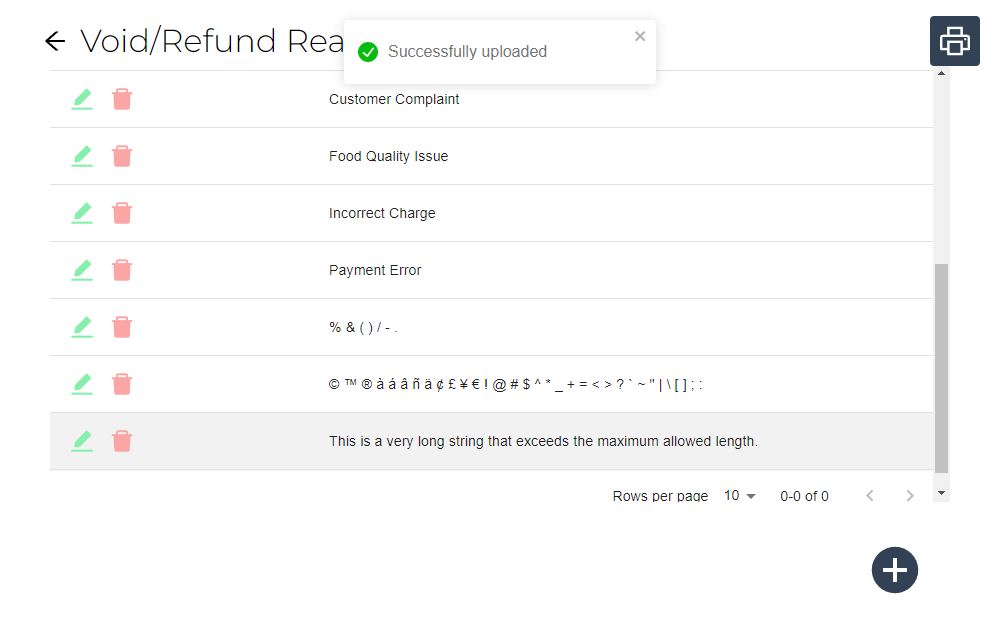 Void/Refund Rea
Successfully uploaded
Customer Complaint
Food Quality Issue
Incorrect Charge
Payment Error
% & ( ) / - .
© ™ ® à á â ñ ä ¢ £ ¥ € ! @ # $ ^ * _ + = < > ? ` ~ " | \ [ ] ; :
This is a very long string that exceeds the maximum allowed length.
Rows per page 10 0-0 of 0